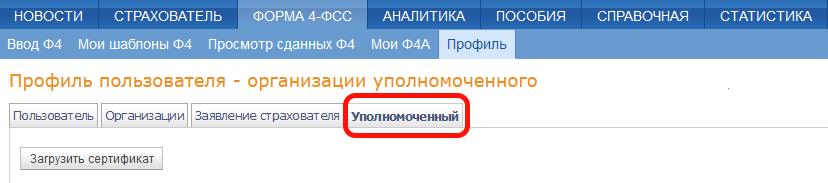 НОВОСТИ СТРАХОВАТЕЛЬ ФОРМА 4-ФСС АНАЛИТИКА ПОСОБИЯ СПРАВОЧНАЯ СТАТИСТИКА
Ввод Ф4 Мои шаблоны Ф4 Просмотр сданных Ф4 Мои Ф4А Профиль
Профиль пользователя - организации уполномоченного
Пользователь Организации Заявление страхователя Уполномоченный
Загрузить сертификат